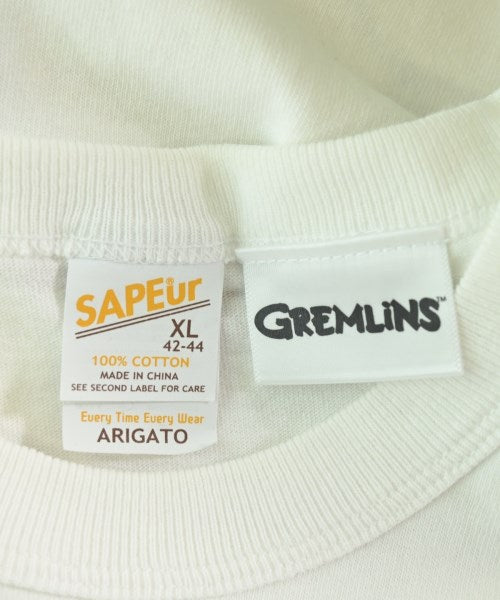 SAPEur®
XL
42-44
100% COTTON
MADE IN CHINA
SEE SECOND LABEL FOR CARE
Every Time Every Wear
ARIGATO
GREMLiNS™